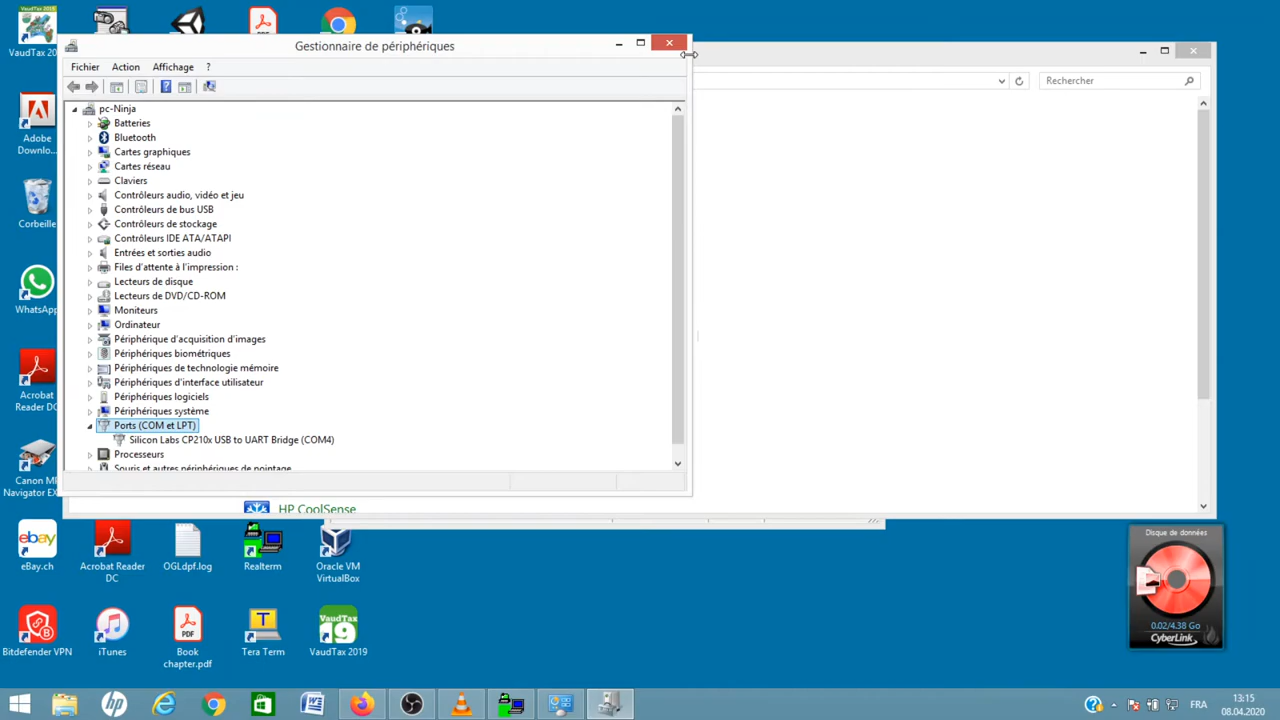 VaudTax 20
Gestionnaire de périphériques
Fichier Action Affichage ?
Rechercher
pc-Ninja
Batteries
Bluetooth
Cartes graphiques
Cartes réseau
Claviers
Contrôleurs audio, vidéo et jeu
Contrôleurs de bus USB
Contrôleurs de stockage
Contrôleurs IDE ATA/ATAPI
Entrées et sorties audio
Files d'attente à l'impression :
Lecteurs de disque
Lecteurs de DVD/CD-ROM
Moniteurs
Ordinateur
Périphérique d'acquisition d'images
Périphériques biométriques
Périphériques de technologie mémoire
Périphériques d'interface utilisateur
Périphériques logiciels
Périphériques système
Ports (COM et LPT)
Silicon Labs CP210x USB to UART Bridge (COM4)
Processeurs
Souris et autres périphériques de pointage
HP CoolSense
Adobe
Downlo...
Corbeille
WhatsApp
Acrobat
Reader DC
Canon MP
Navigator EX
eBay.ch
Acrobat Reader
DC
OGLdpf.log
Realterm
Oracle VM
VirtualBox
Bitdefender VPN
iTunes
Book
chapter.pdf
Tera Term
VaudTax 2019
Disque de données
0.02/4.38 Go
CyberLink
FRA
13:15
08.04.2020